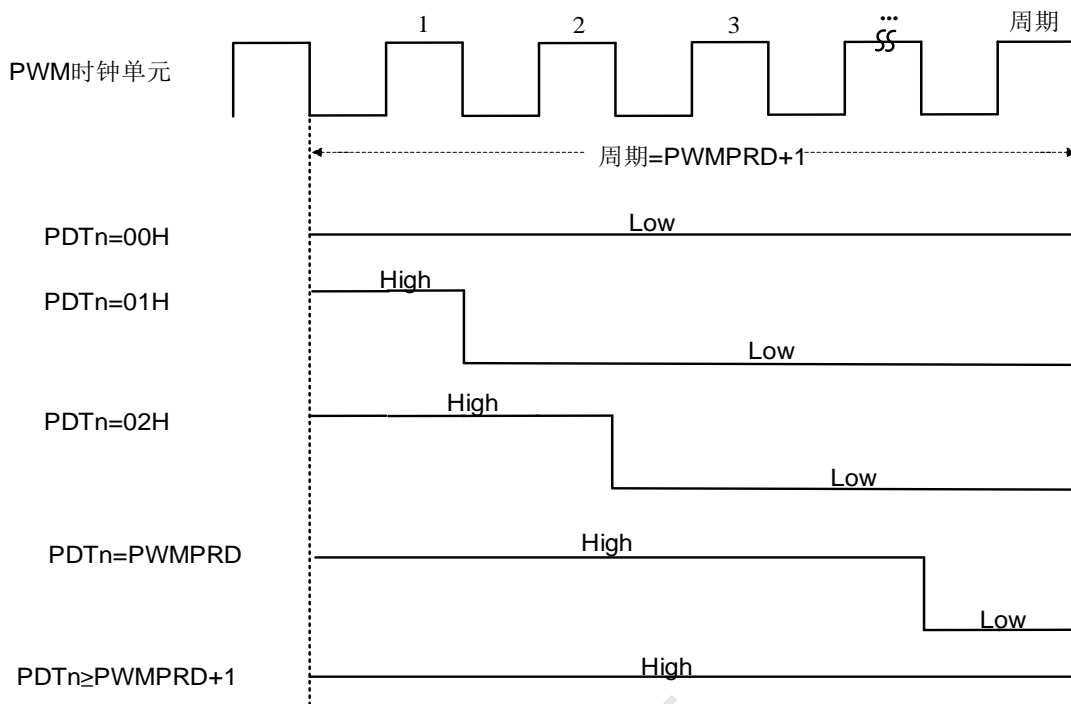 1 2 3 ... 周期
PWM时钟单元
周期=PWMPRD+1
PDTn=00H Low
PDTn=01H High Low
PDTn=02H High Low
PDTn=PWMPRD High Low
PDTn≥PWMPRD+1 High